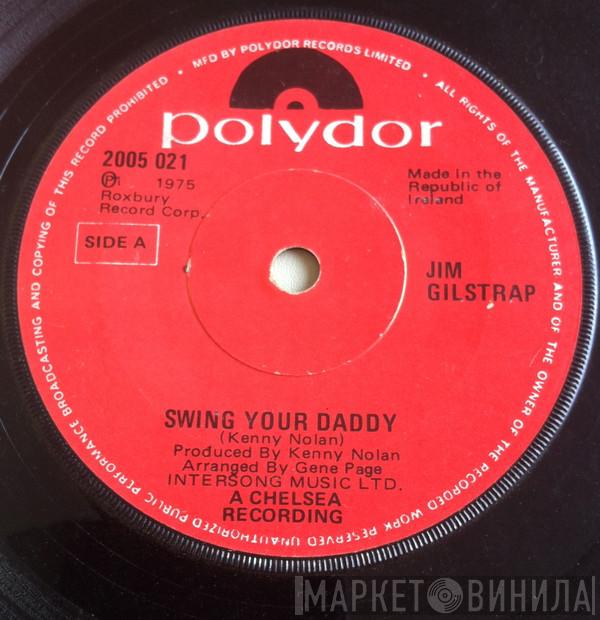 MFD BY POLYDOR RECORDS LIMITED • ALL RIGHTS OF THE MANUFACTURER AND OF THE OWNER OF THE RECORDED WORK RESERVED UNAUTHORIZED PUBLIC PERFORMANCE BROADCASTING AND COPYING OF THIS RECORD PROHIBITED •
polydor
2005 021
℗ 1975
Roxbury
Record Corp.
Made in the
Republic of
Ireland
SIDE A
JIM
GILSTRAP
SWING YOUR DADDY
(Kenny Nolan)
Produced By Kenny Nolan
Arranged By Gene Page
INTERSONG MUSIC LTD.
A CHELSEA
RECORDING
МАРКЕТ ВИНИЛА